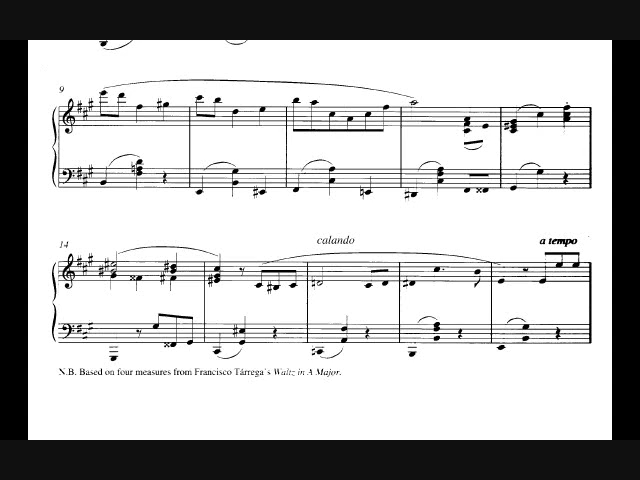 9
14
calando
a tempo
N.B. Based on four measures from Francisco Tárrega's Waltz in A Major.